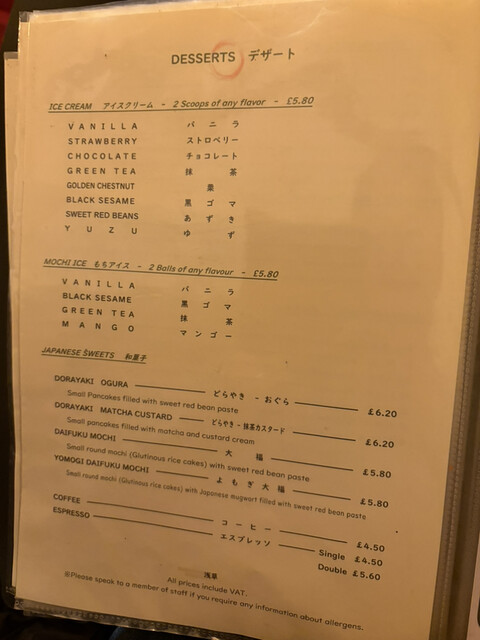 DESSERTS デザート
ICE CREAM アイスクリーム - 2 Scoops of any flavor - £5.80
VANILLA バニラ
STRAWBERRY ストロベリー
CHOCOLATE チョコレート
GREEN TEA 抹茶
GOLDEN CHESTNUT 栗
BLACK SESAME 黒ゴマ
SWEET RED BEANS あずき
YUZU ゆず
MOCHI ICE もちアイス - 2 Balls of any flavour - £5.80
VANILLA バニラ
BLACK SESAME 黒ゴマ
GREEN TEA 抹茶
MANGO マンゴー
JAPANESE SWEETS 和菓子
DORAYAKI OGURA どらやき - おぐら £6.20
Small Pancakes filled with sweet red bean paste
DORAYAKI MATCHA CUSTARD どらやき - 抹茶カスタード £6.20
Small pancakes filled with matcha and custard cream
DAIFUKU MOCHI 大福 £5.80
Small round mochi (Glutinous rice cakes) with sweet red bean paste
YOMOGI DAIFUKU MOCHI よもぎ大福 £5.80
Small round mochi (Glutinous rice cakes) with Japanese mugwort filled with sweet red bean paste
COFFEE コーヒー £4.50
ESPRESSO エスプレッソ Single £4.50
Double £5.60
浅草
All prices include VAT.
※Please speak to a member of staff if you require any information about allergens.